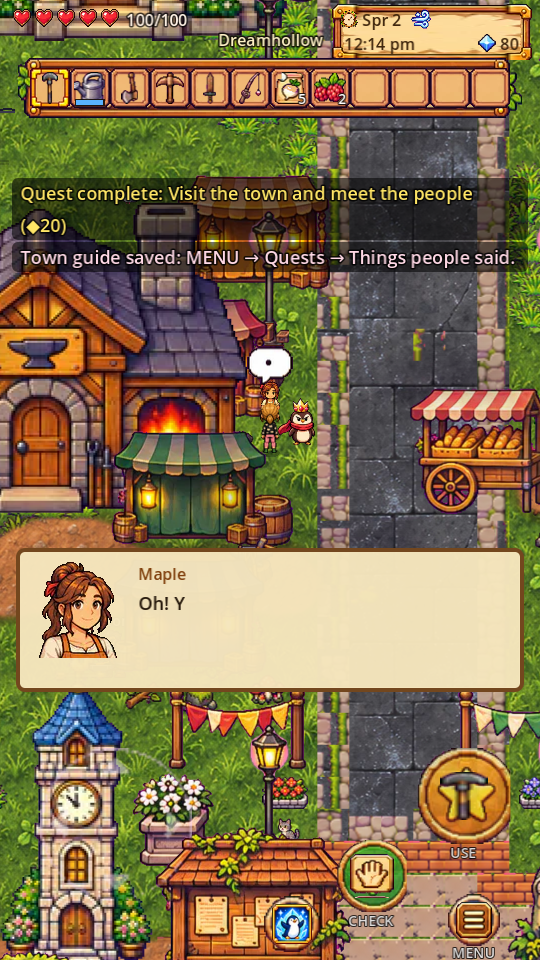 100/100
Spr 2
Dreamhollow
12:14 pm
80
5
2
Quest complete: Visit the town and meet the people
(◆20)
Town guide saved: MENU → Quests → Things people said.
Maple
Oh! Y
USE
CHECK
MENU